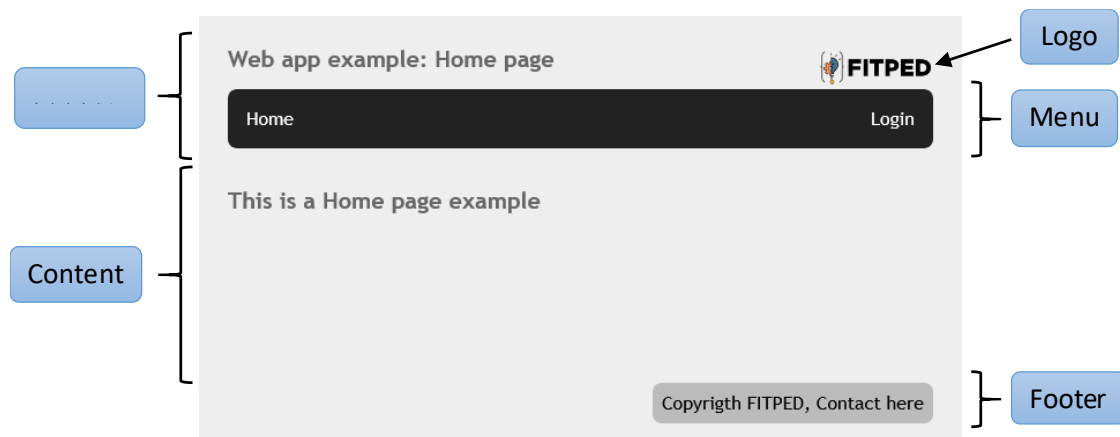 Logo
Web app example: Home page
FITPED
. . . . . .
Home
Login
Menu
This is a Home page example
Content
Copyrigth FITPED, Contact here
Footer